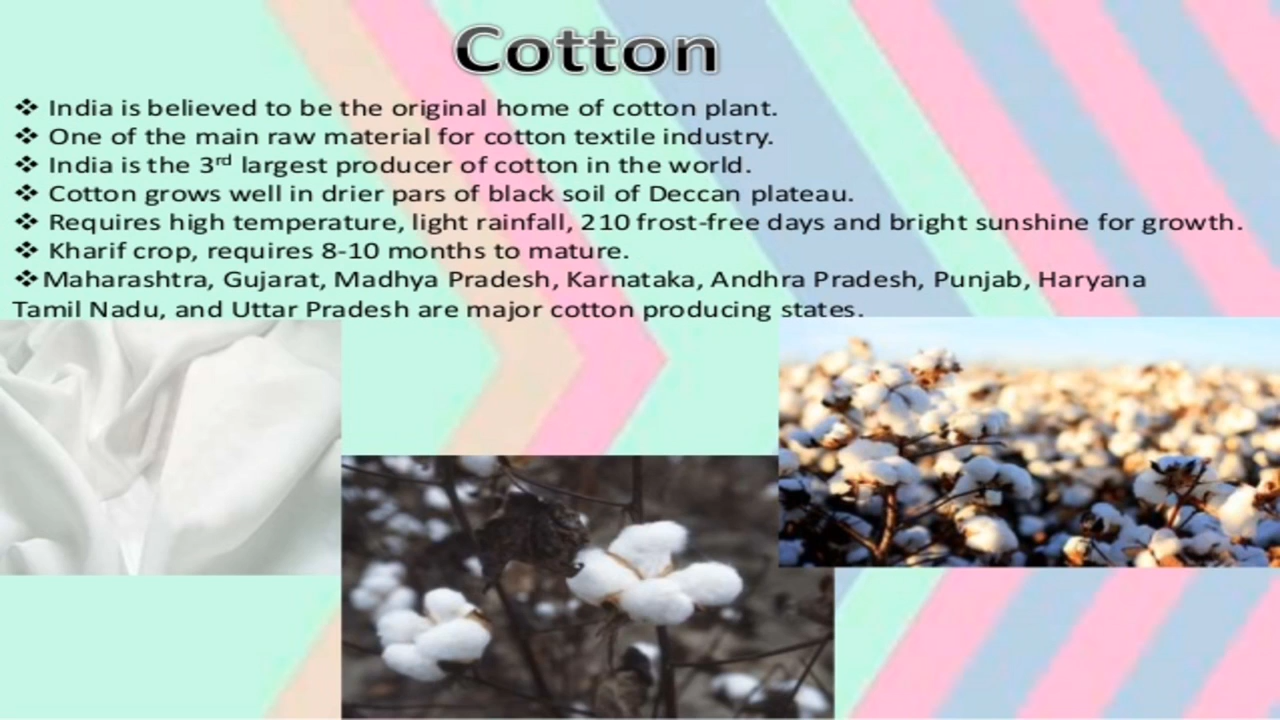 Cotton
❖ India is believed to be the original home of cotton plant.
❖ One of the main raw material for cotton textile industry.
❖ India is the 3rd largest producer of cotton in the world.
❖ Cotton grows well in drier pars of black soil of Deccan plateau.
❖ Requires high temperature, light rainfall, 210 frost-free days and bright sunshine for growth.
❖ Kharif crop, requires 8-10 months to mature.
❖Maharashtra, Gujarat, Madhya Pradesh, Karnataka, Andhra Pradesh, Punjab, Haryana
Tamil Nadu, and Uttar Pradesh are major cotton producing states.